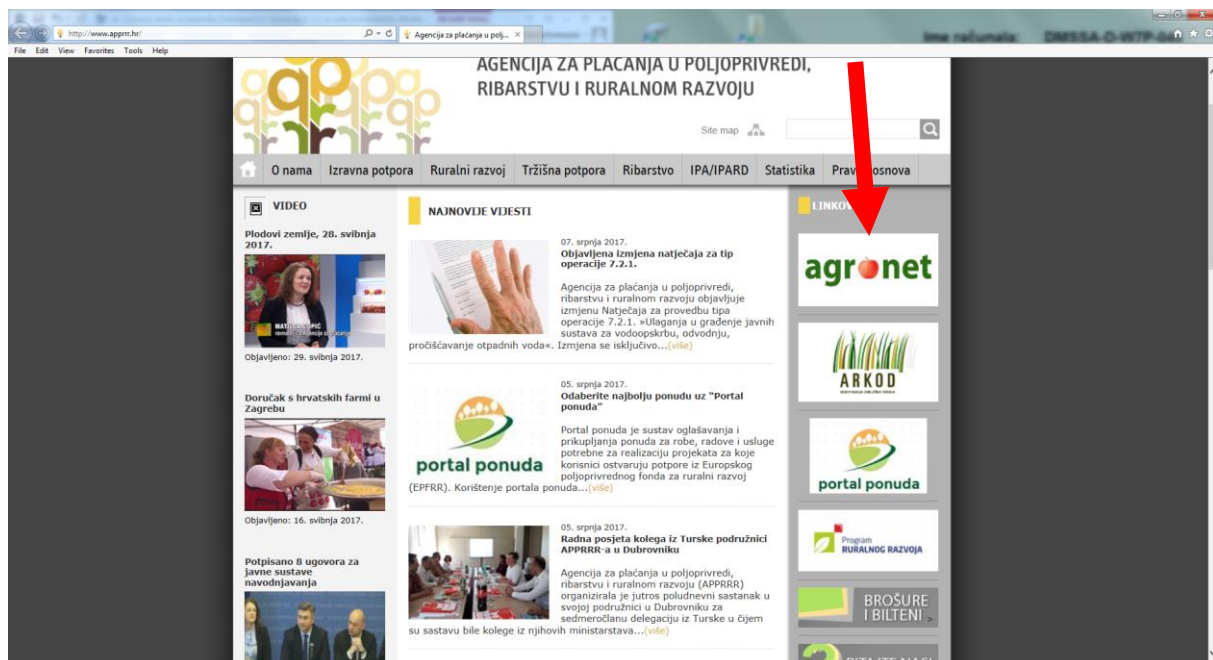 http://www.apprrr.hr/
Agencija za plaćanja u polj...
Ime računala: DMSSA-D-W7P-
File Edit View Favorites Tools Help
AGENCIJA ZA PLAĆANJA U POLJOPRIVREDI,
RIBARSTVU I RURALNOM RAZVOJU
Site map
O nama Izravna potpora Ruralni razvoj Tržišna potpora Ribarstvo IPA/IPARD Statistika
VIDEO
Plodovi zemlje, 28. svibnja
2017.
Objavljeno: 29. svibnja 2017.
Doručak s hrvatskih farmi u
Zagrebu
Objavljeno: 16. svibnja 2017.
Potpisano 8 ugovora za
javne sustave
navodnjavanja
NAJNOVIJE VIJESTI
07. srpnja 2017.
Objavljena izmjena natječaja za tip
operacije 7.2.1.
Agencija za plaćanja u poljoprivredi,
ribarstvu i ruralnom razvoju objavljuje
izmjenu Natječaja za provedbu tipa
operacije 7.2.1. »Ulaganja u građenje javnih
sustava za vodoopskrbu, odvodnju,
pročišćavanje otpadnih voda«. Izmjena se isključivo...(više)
portal ponuda
05. srpnja 2017.
Odaberite najbolju ponudu uz "Portal
ponuda"
Portal ponuda je sustav oglašavanja i
prikupljanja ponuda za robe, radove i usluge
potrebne za realizaciju projekata za koje
korisnici ostvaruju potpore iz Europskog
poljoprivrednog fonda za ruralni razvoj
(EPFRR). Korištenje portala ponuda...(više)
05. srpnja 2017.
Radna posjeta kolega iz Turske podružnici
APPRRR-a u Dubrovniku
Agencija za plaćanja u poljoprivredi,
ribarstvu i ruralnom razvoju (APPRRR)
organizirala je jutros poludnevni sastanak u
svojoj podružnici u Dubrovniku za
sedmeročlanu delegaciju iz Turske u čijem
su sastavu bile kolege iz njihovih ministarstava...(više)
agronet
ARKOD
portal ponuda
Program
RURALNOG RAZVOJA
BROŠURE
I BILTENI >